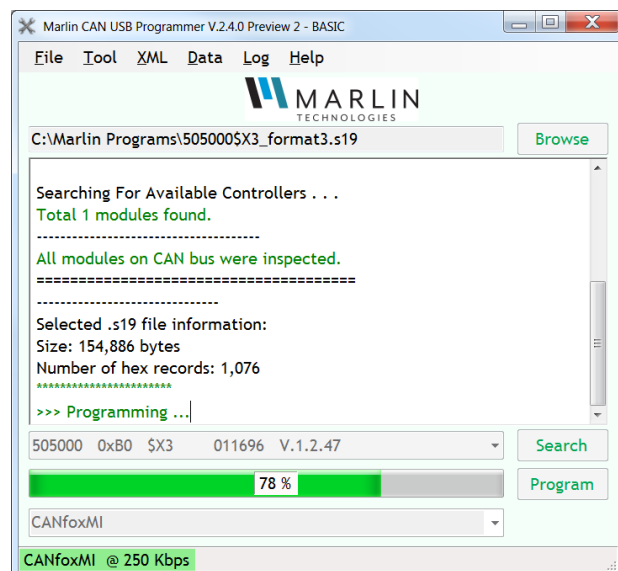 Marlin CAN USB Programmer V.2.4.0 Preview 2 - BASIC
File Tool XML Data Log Help
MARLIN
TECHNOLOGIES
C:\Marlin Programs\505000$X3_format3.s19 Browse
Searching For Available Controllers . . .
Total 1 modules found.
-------------------------------------
All modules on CAN bus were inspected.
======================================
------------------------------
Selected .s19 file information:
Size: 154,886 bytes
Number of hex records: 1,076
***********************
>>> Programming ...
505000 0xB0 $X3 011696 V.1.2.47 Search
78 % Program
CANfoxMI
CANfoxMI @ 250 Kbps